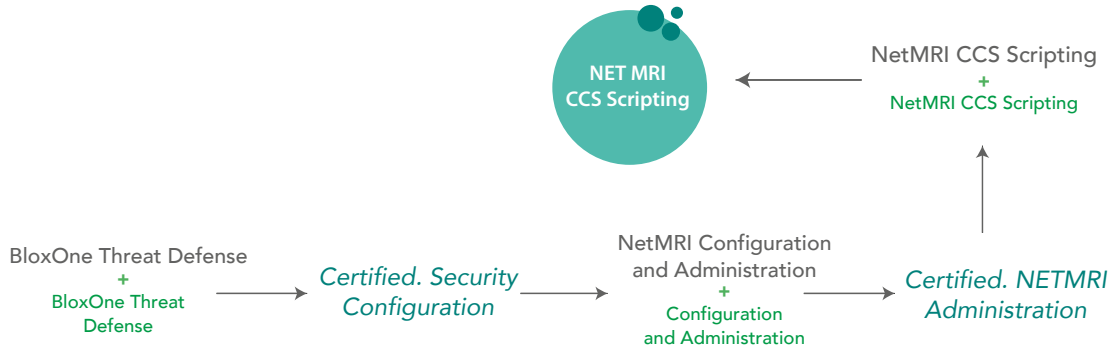 NET MRI
CCS Scripting
NetMRI CCS Scripting
+
NetMRI CCS Scripting
BloxOne Threat Defense
+
BloxOne Threat
Defense
Certified. Security
Configuration
NetMRI Configuration
and Administration
+
Configuration
and Administration
Certified. NETMRI
Administration